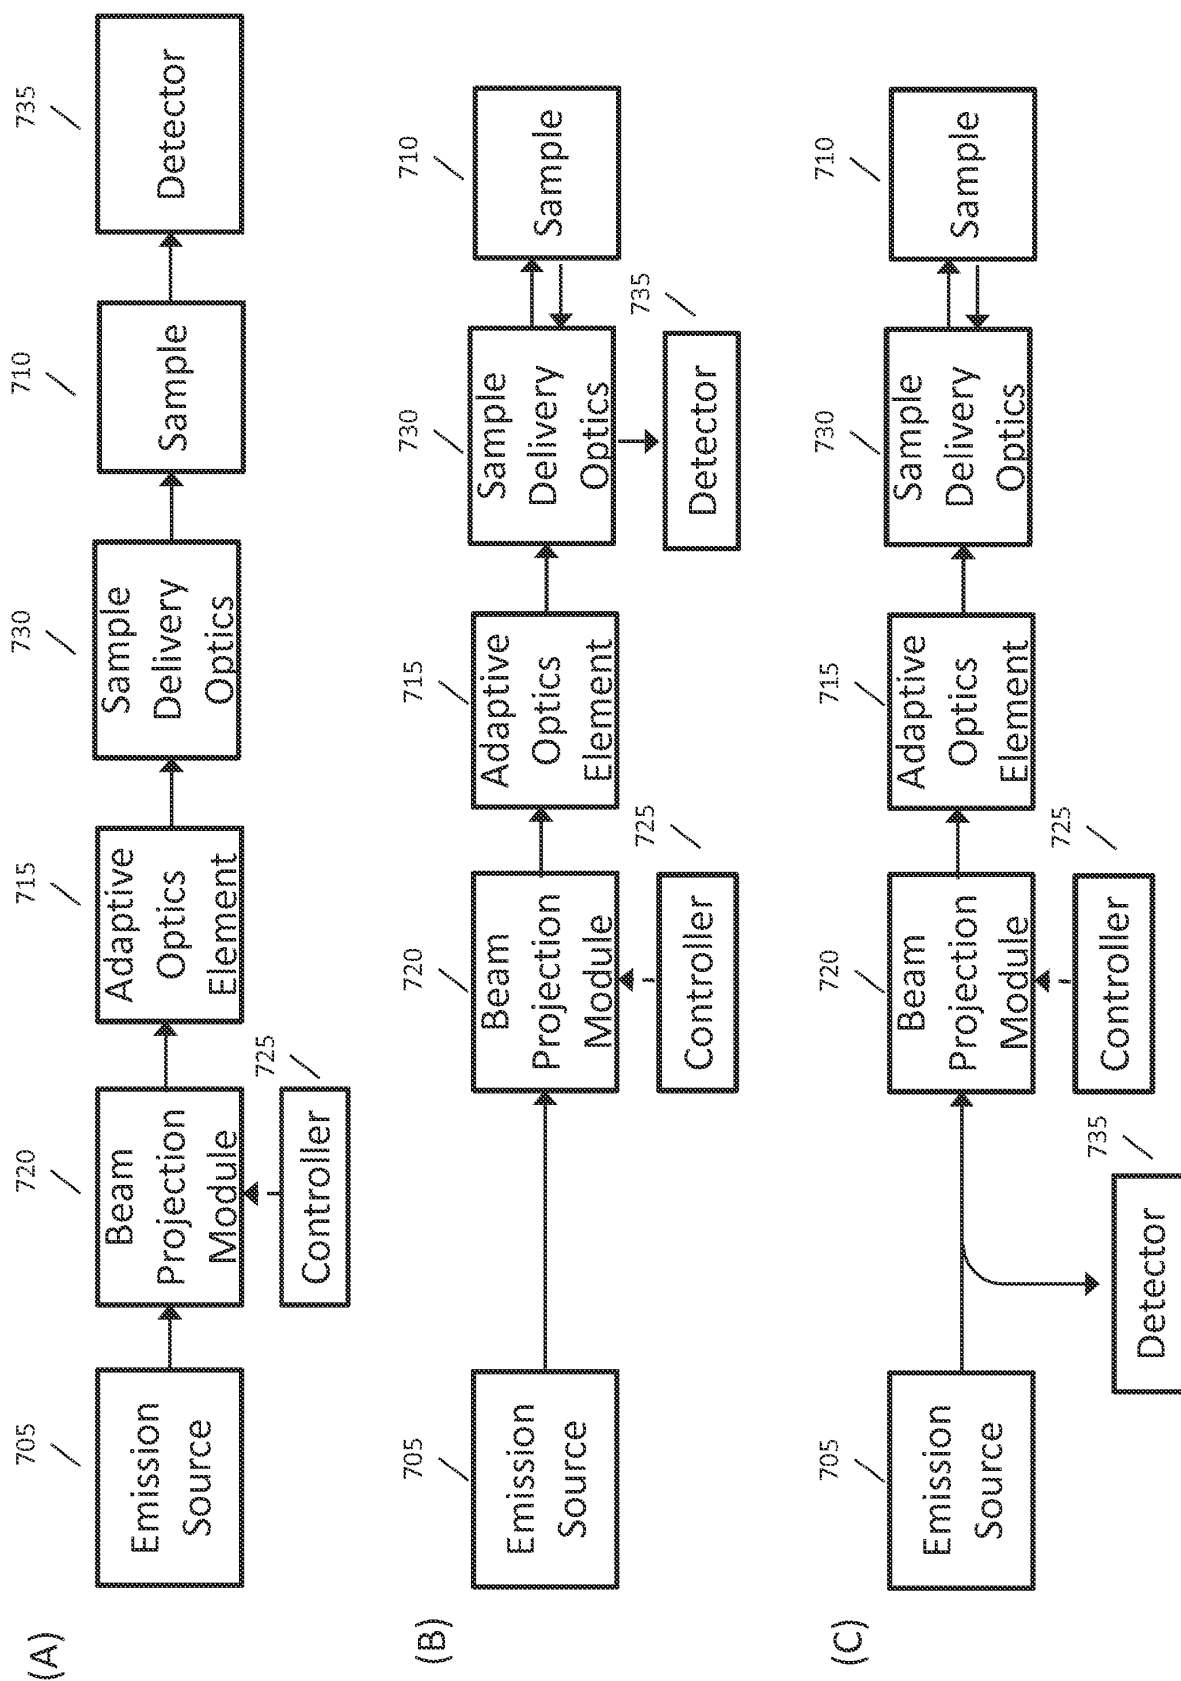 (A)
705
Emission
Source
720
Beam
Projection
Module
725
Controller
715
Adaptive
Optics
Element
730
Sample
Delivery
Optics
710
Sample
735
Detector
(B)
705
Emission
Source
720
Beam
Projection
Module
725
Controller
715
Adaptive
Optics
Element
730
Sample
Delivery
Optics
735
Detector
710
Sample
(C)
705
Emission
Source
735
Detector
720
Beam
Projection
Module
725
Controller
715
Adaptive
Optics
Element
730
Sample
Delivery
Optics
710
Sample